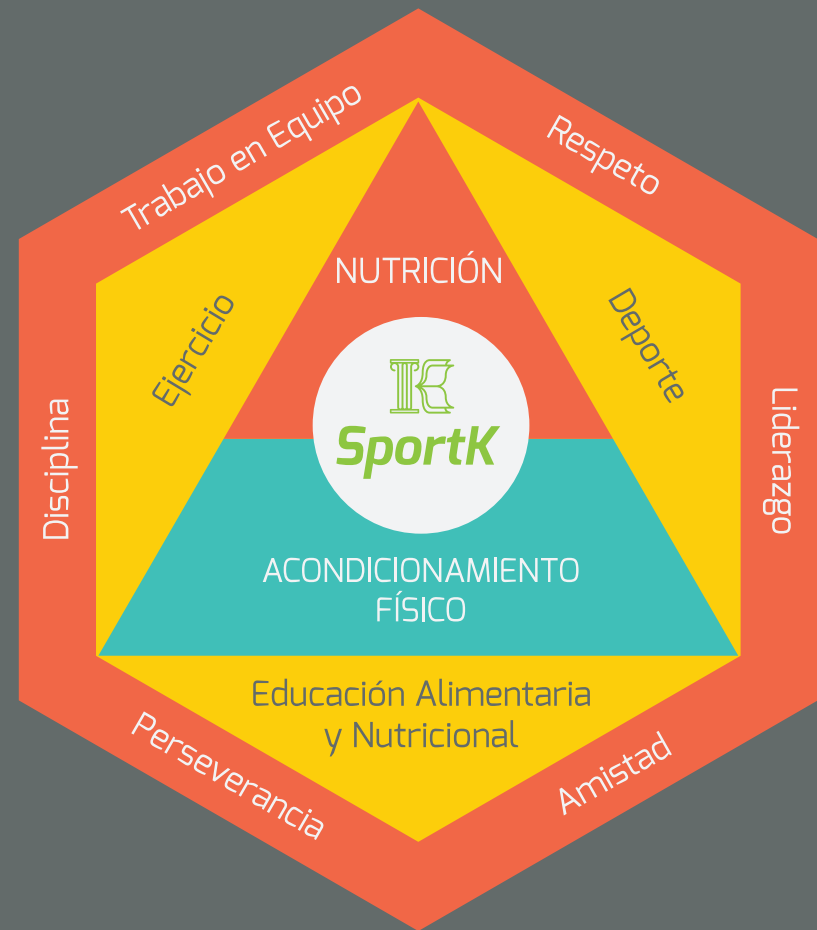 Trabajo en Equipo
Respeto
NUTRICIÓN
Ejercicio
Deporte
SportK
Disciplina
Liderazgo
ACONDICIONAMIENTO
FÍSICO
Educación Alimentaria
y Nutricional
Perseverancia
Amistad